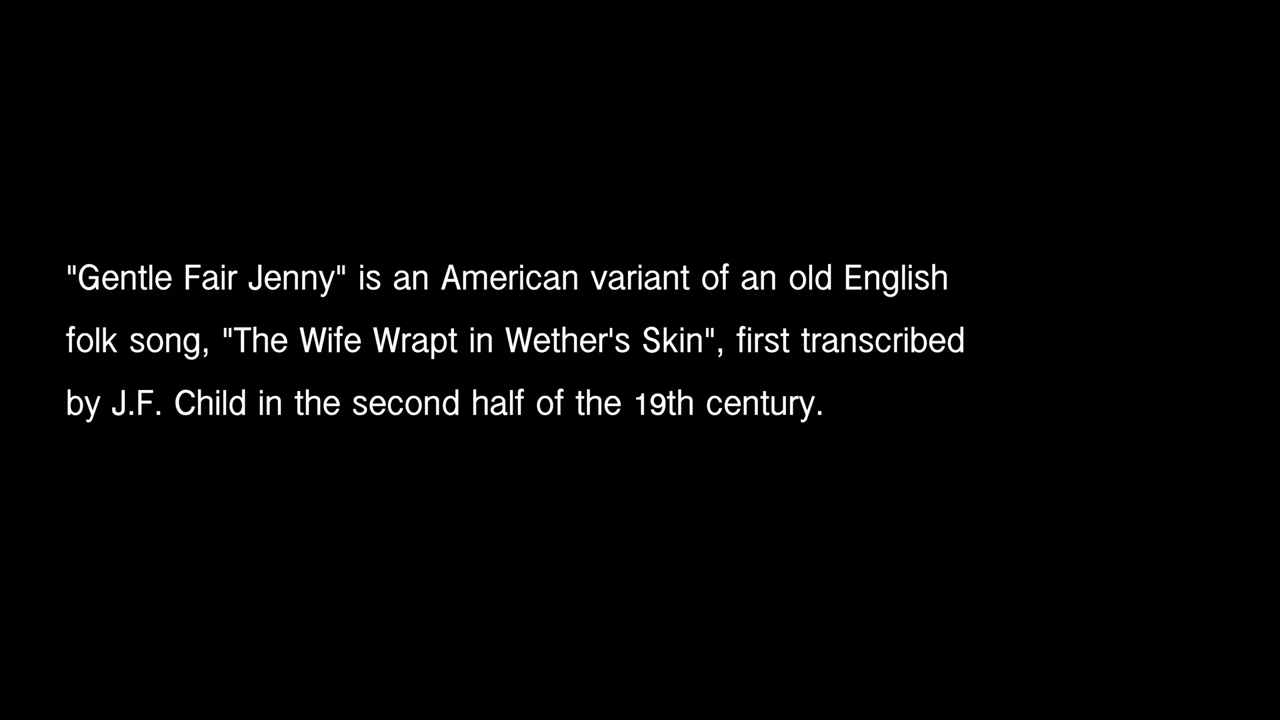 "Gentle Fair Jenny" is an American variant of an old English
folk song, "The Wife Wrapt in Wether's Skin", first transcribed
by J.F. Child in the second half of the 19th century.